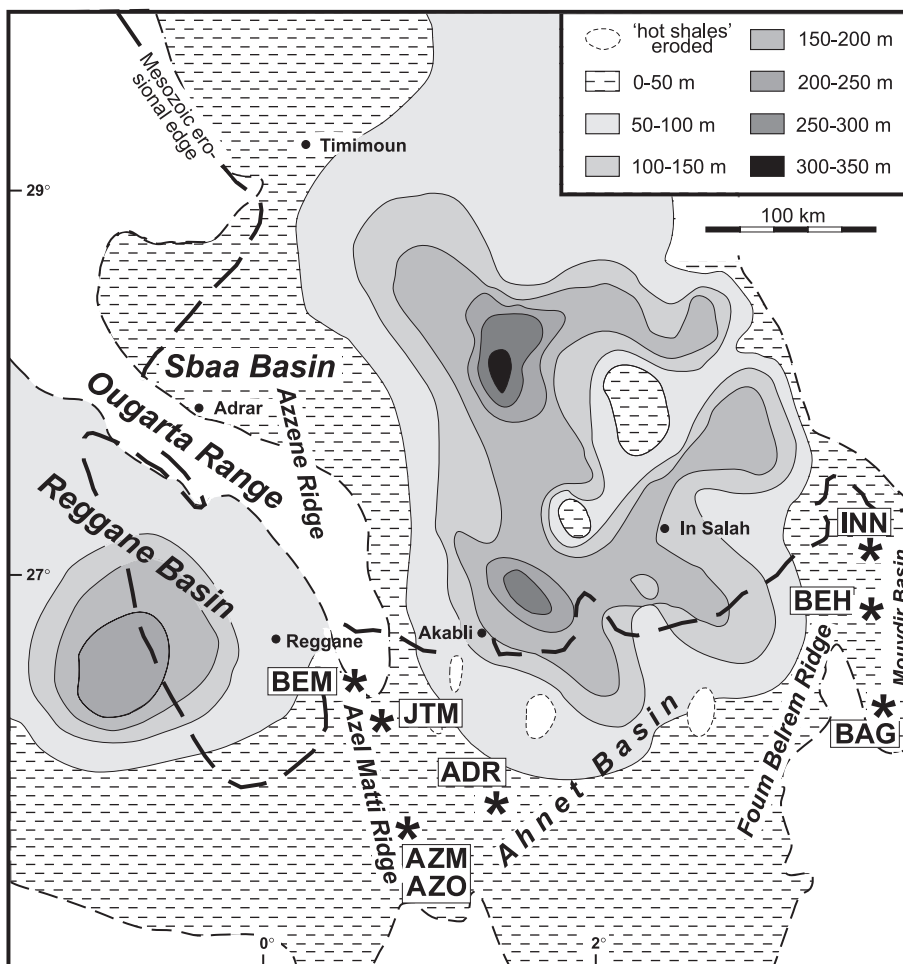 'hot shales'
eroded
0-50 m
50-100 m
100-150 m
150-200 m
200-250 m
250-300 m
300-350 m
100 km
Mesozoic ero-
sional edge
Timimoun
29°
Sbaa Basin
Adrar
Ougarta Range
Azzene Ridge
Reggane Basin
In Salah
INN
27°
BEH
Mouydir Basin
Akabli
Reggane
BEM
JTM
Azel Matti Ridge
Foum Belrem Ridge
BAG
ADR
Ahnet Basin
AZM
AZO
0°
2°